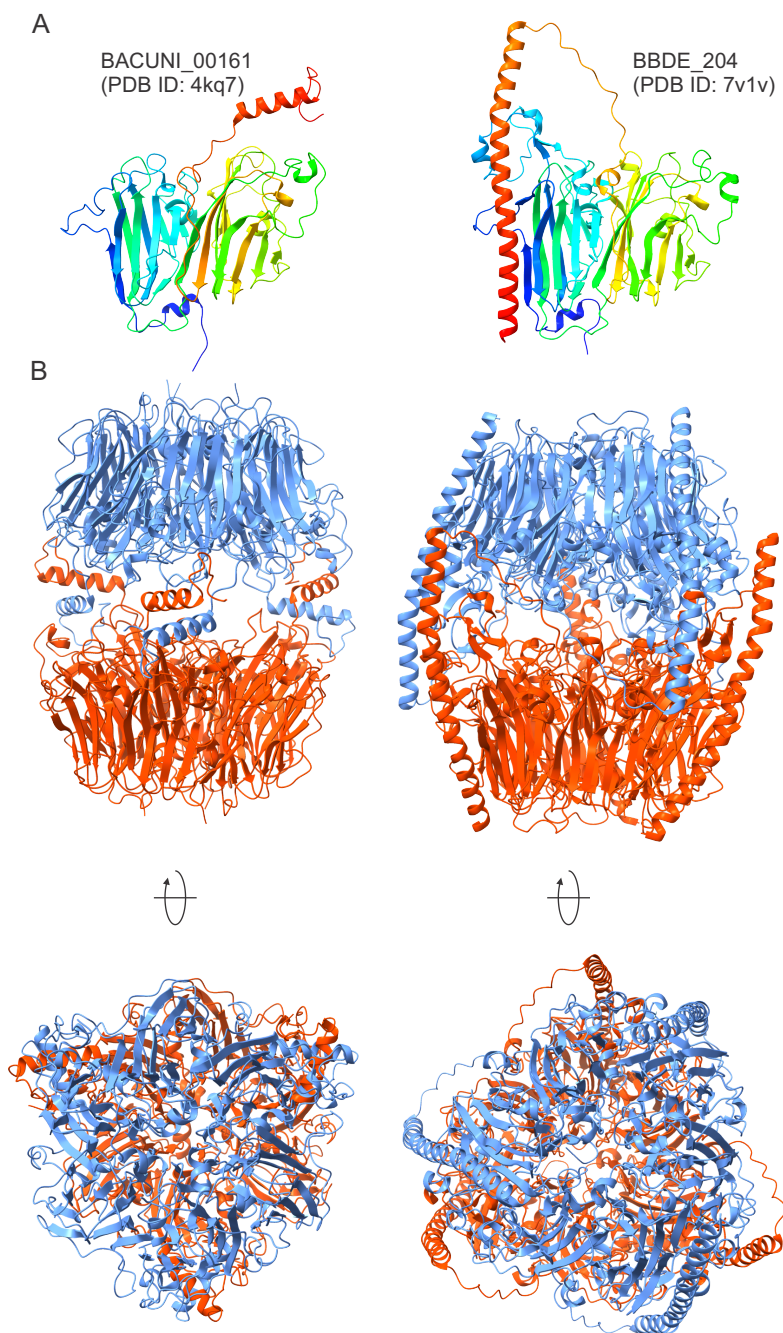 A
BACUNI_00161
(PDB ID: 4kq7)
BBDE_204
(PDB ID: 7v1v)
B